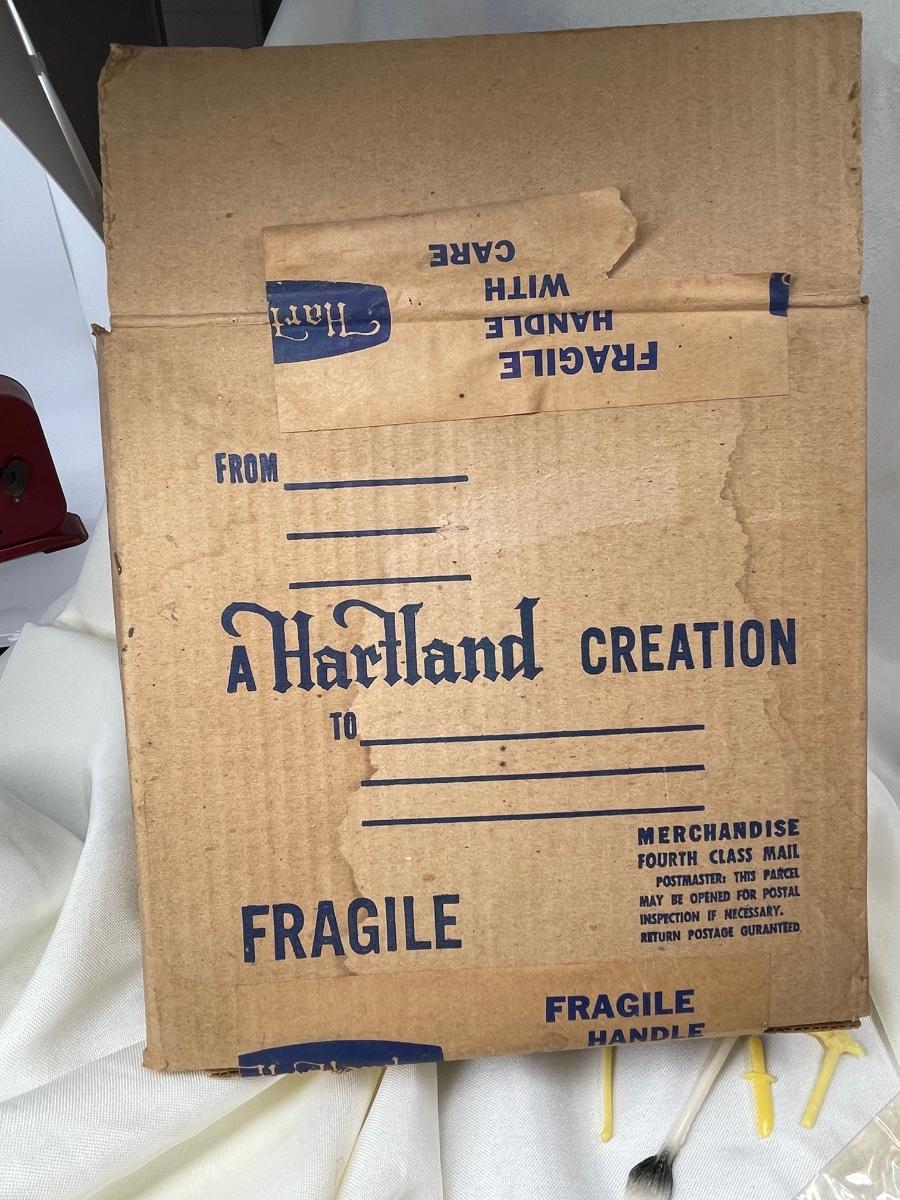 CARE
WITH
HANDLE
FRAGILE
Hart
FROM
A Hartland CREATION
TO
MERCHANDISE
FOURTH CLASS MAIL
POSTMASTER: THIS PARCEL
MAY BE OPENED FOR POSTAL
INSPECTION IF NECESSARY.
RETURN POSTAGE GURANTEED
FRAGILE
FRAGILE
HANDLE